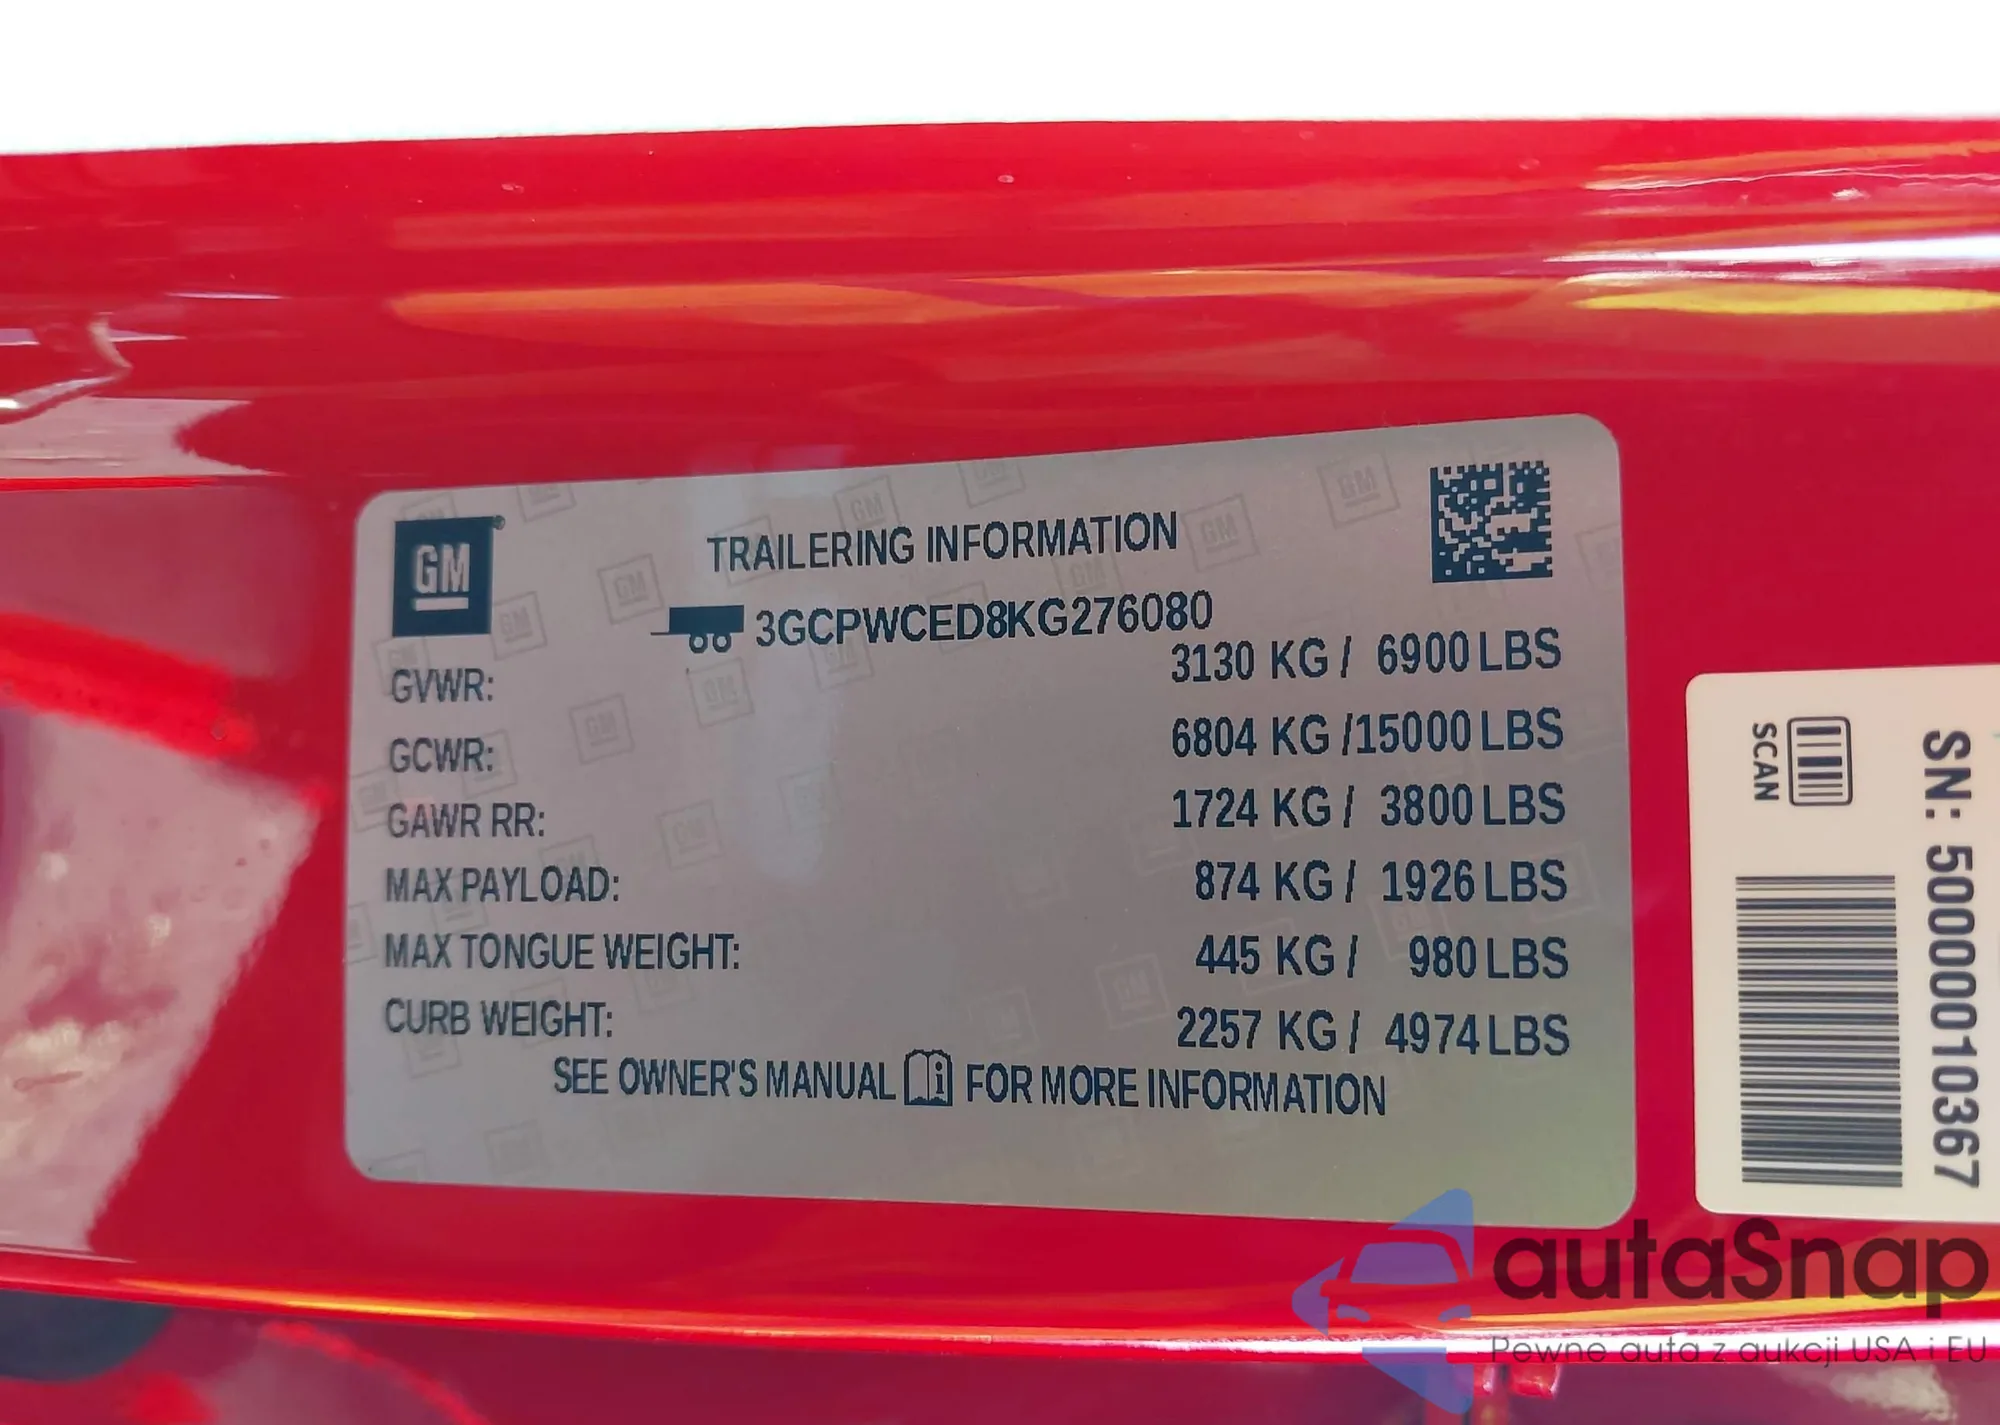 GM
TRAILERING INFORMATION
3GCPWCED8KG276080
GVWR: 3130 KG / 6900 LBS
GCWR: 6804 KG /15000 LBS
GAWR RR: 1724 KG / 3800 LBS
MAX PAYLOAD: 874 KG / 1926 LBS
MAX TONGUE WEIGHT: 445 KG / 980 LBS
CURB WEIGHT: 2257 KG / 4974 LBS
SEE OWNER'S MANUAL FOR MORE INFORMATION
SCAN
SN: 5000010367
autaSnap
Pewne auta z aukcji USA i EU